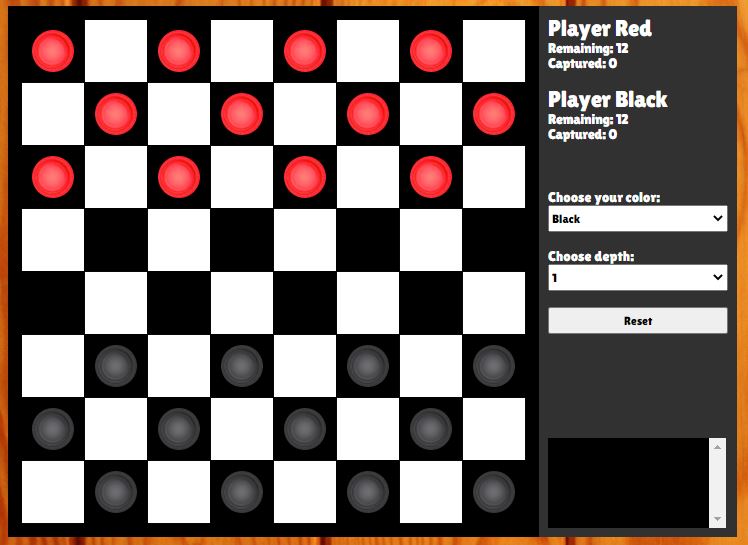 Player Red
Remaining: 12
Captured: 0
Player Black
Remaining: 12
Captured: 0
Choose your color:
Black
Choose depth:
1
Reset